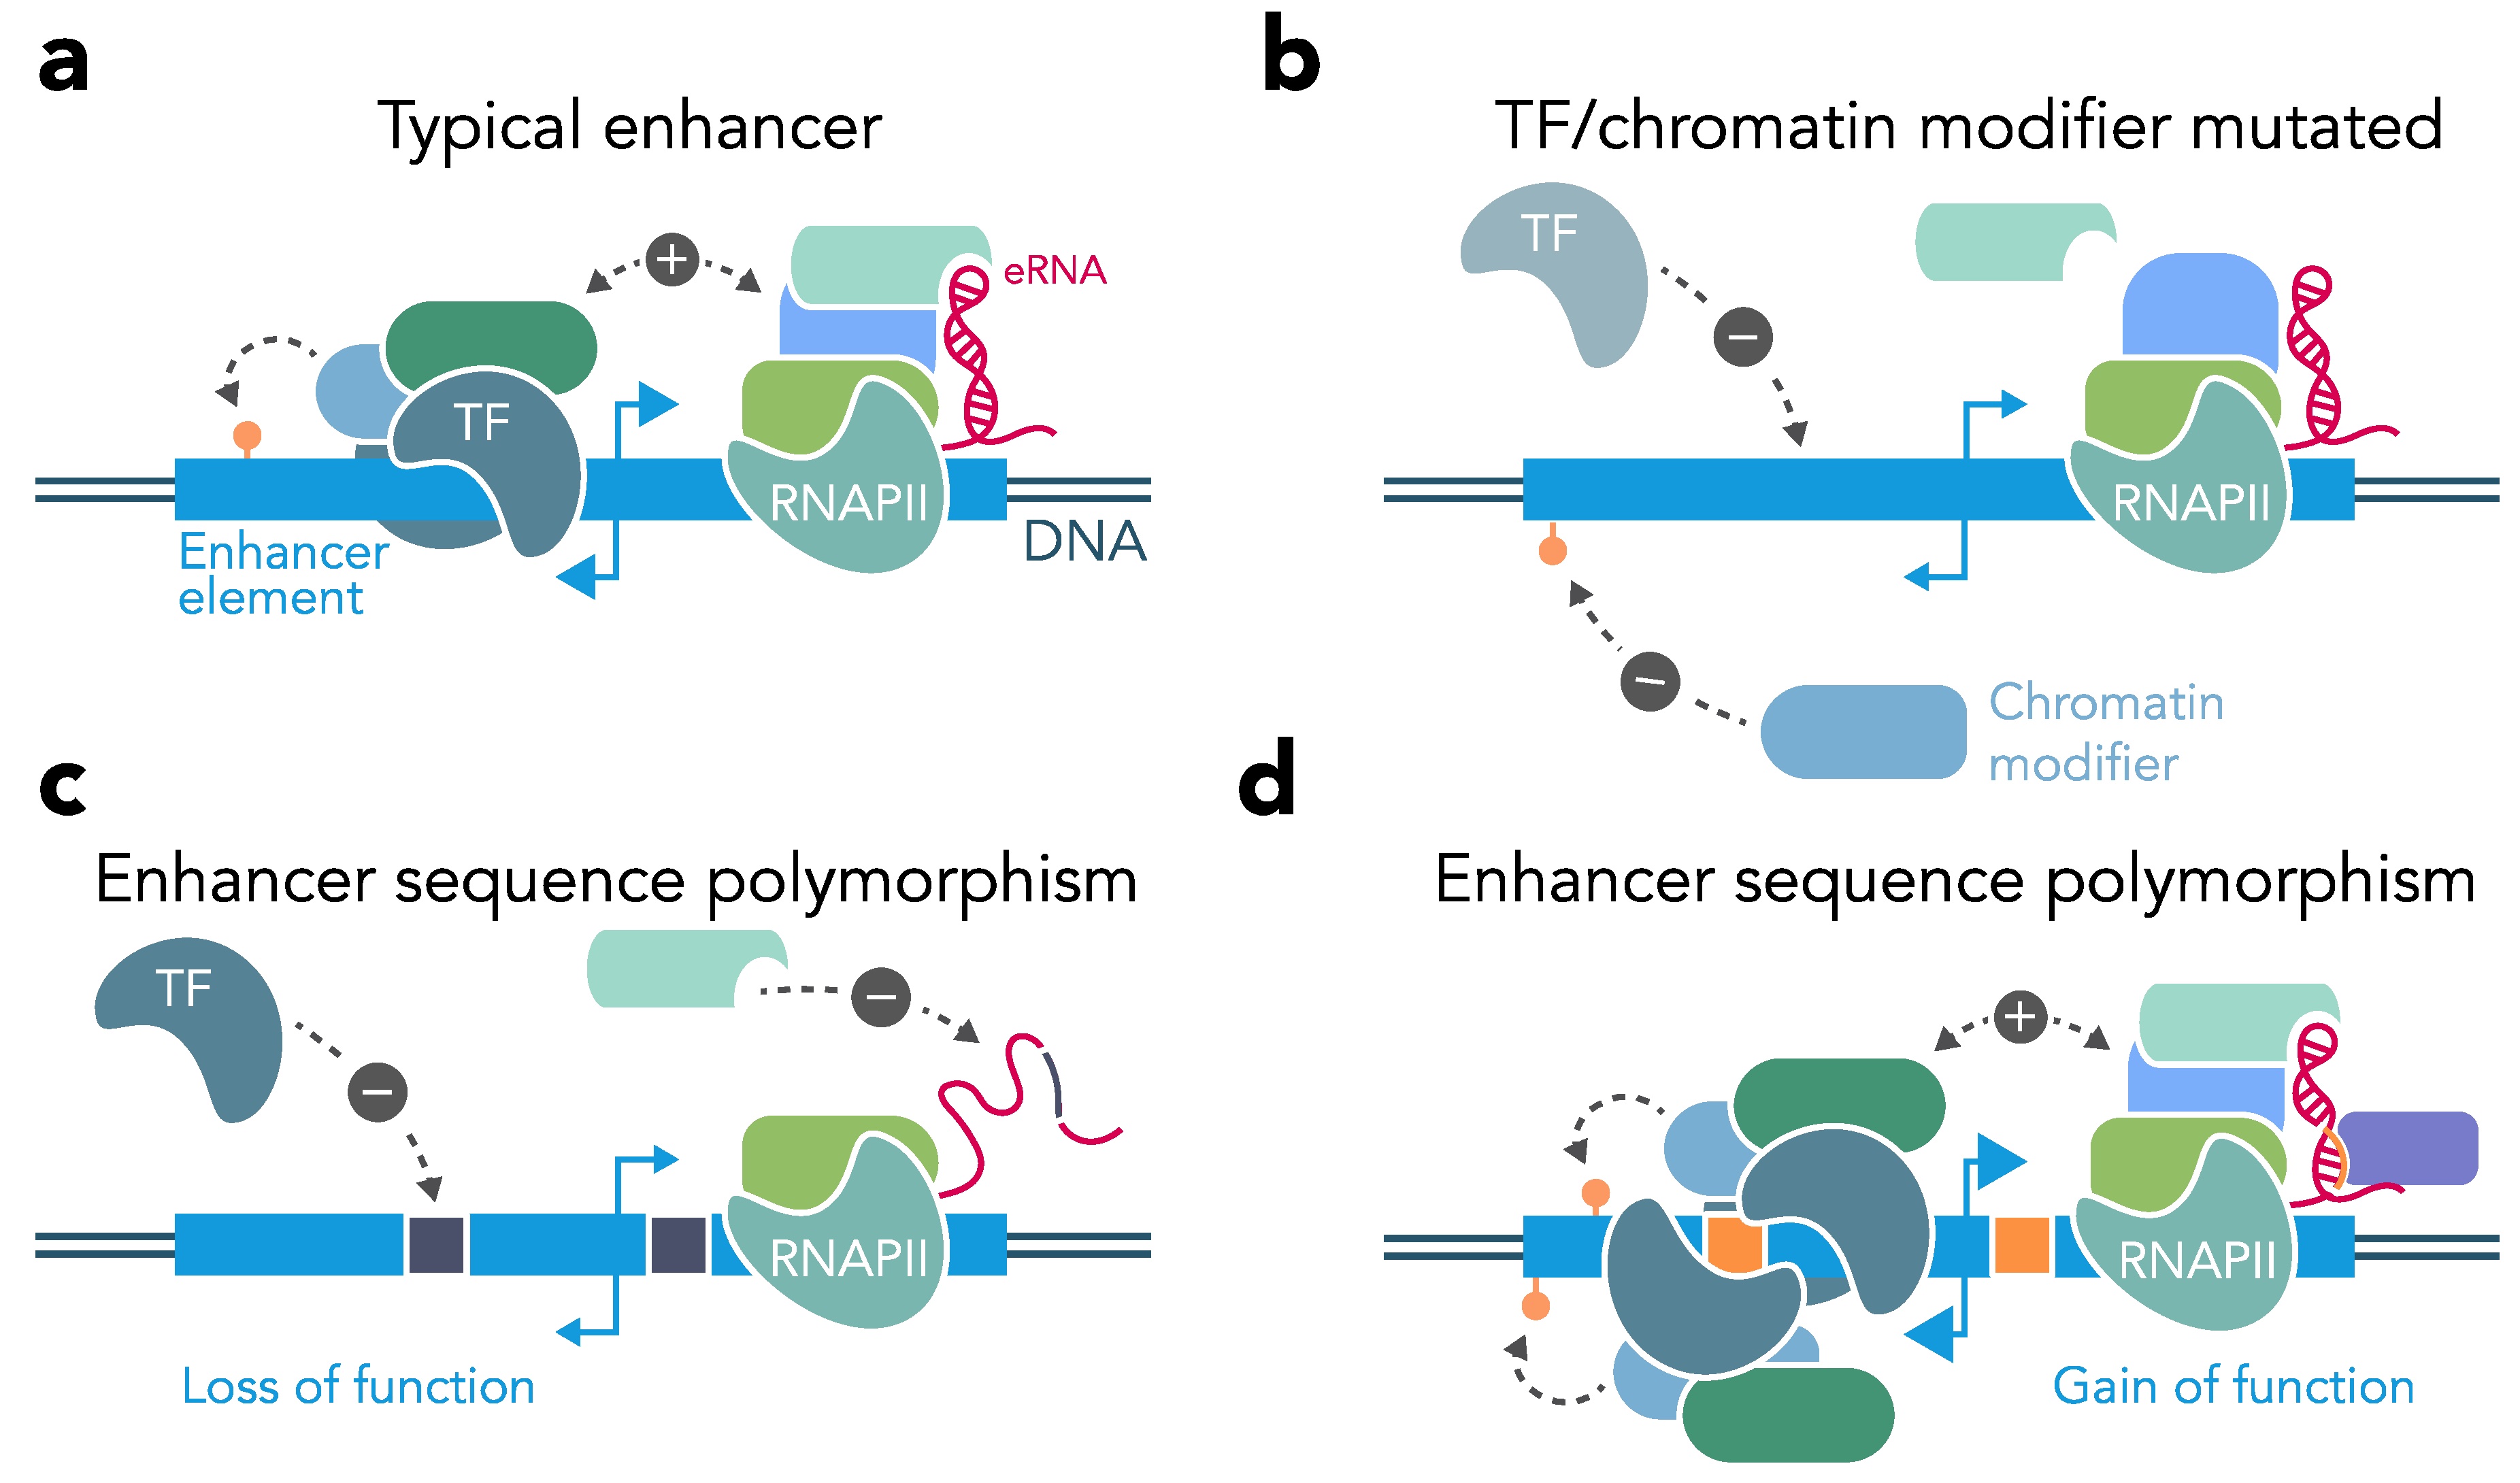 a
Typical enhancer
+
eRNA
TF
RNAPII
Enhancer
element
DNA
b
TF/chromatin modifier mutated
TF
−
RNAPII
−
Chromatin
modifier
c
Enhancer sequence polymorphism
TF
−
−
RNAPII
Loss of function
d
Enhancer sequence polymorphism
+
RNAPII
Gain of function